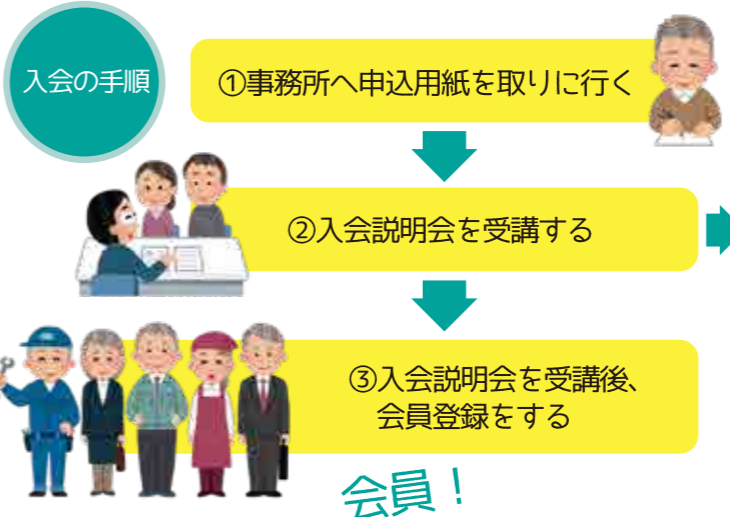 入会の手順
①事務所へ申込用紙を取りに行く
②入会説明会を受講する
③入会説明会を受講後、
会員登録をする
会員！